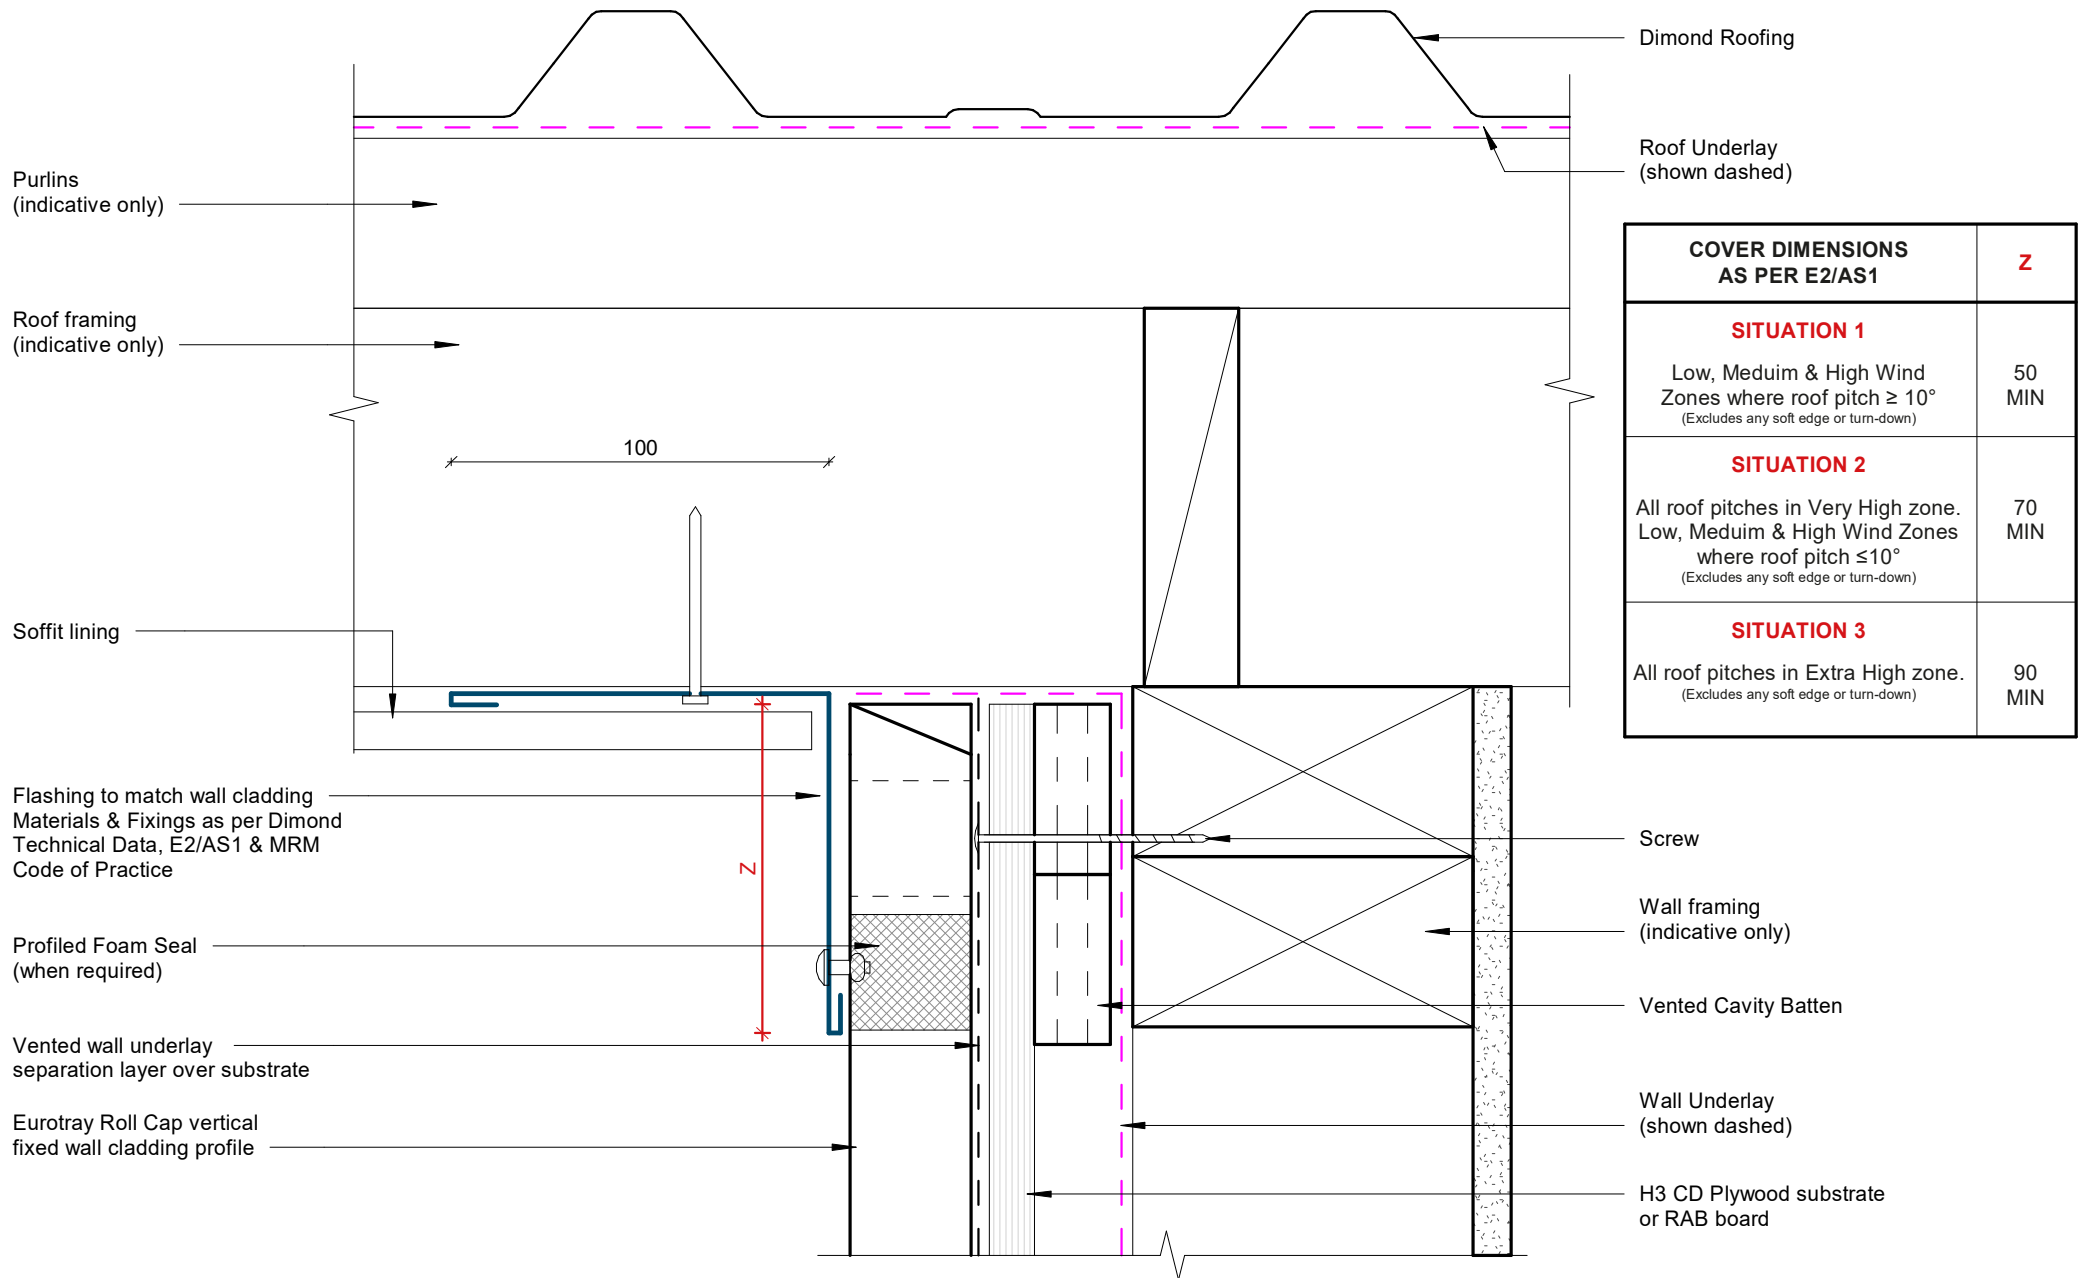 Dimond Roofing
Roof Underlay
(shown dashed)
Purlins
(indicative only)
Roof framing
(indicative only)
100
Soffit lining
Flashing to match wall cladding
Materials & Fixings as per Dimond
Technical Data, E2/AS1 & MRM
Code of Practice
Z
Profiled Foam Seal
(when required)
Vented wall underlay
separation layer over substrate
Eurotray Roll Cap vertical
fixed wall cladding profile
COVER DIMENSIONS
AS PER E2/AS1
Z
SITUATION 1
Low, Meduim & High Wind
Zones where roof pitch ≥ 10°
(Excludes any soft edge or turn-down)
50
MIN
SITUATION 2
All roof pitches in Very High zone.
Low, Meduim & High Wind Zones
where roof pitch ≤10°
(Excludes any soft edge or turn-down)
70
MIN
SITUATION 3
All roof pitches in Extra High zone.
(Excludes any soft edge or turn-down)
90
MIN
Screw
Wall framing
(indicative only)
Vented Cavity Batten
Wall Underlay
(shown dashed)
H3 CD Plywood substrate
or RAB board